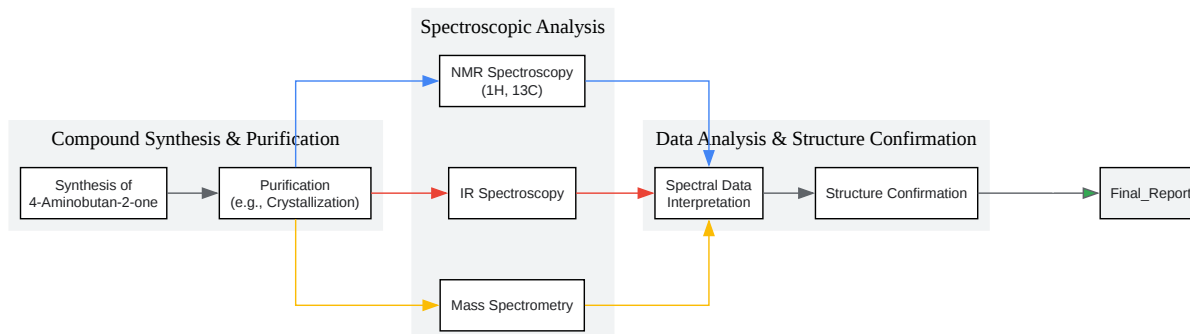 Spectroscopic Analysis
NMR Spectroscopy
(1H, 13C)
Compound Synthesis & Purification
Data Analysis & Structure Confirmation
Synthesis of
4-Aminobutan-2-one
Purification
(e.g., Crystallization)
IR Spectroscopy
Spectral Data
Interpretation
Structure Confirmation
Final_Report
Mass Spectrometry